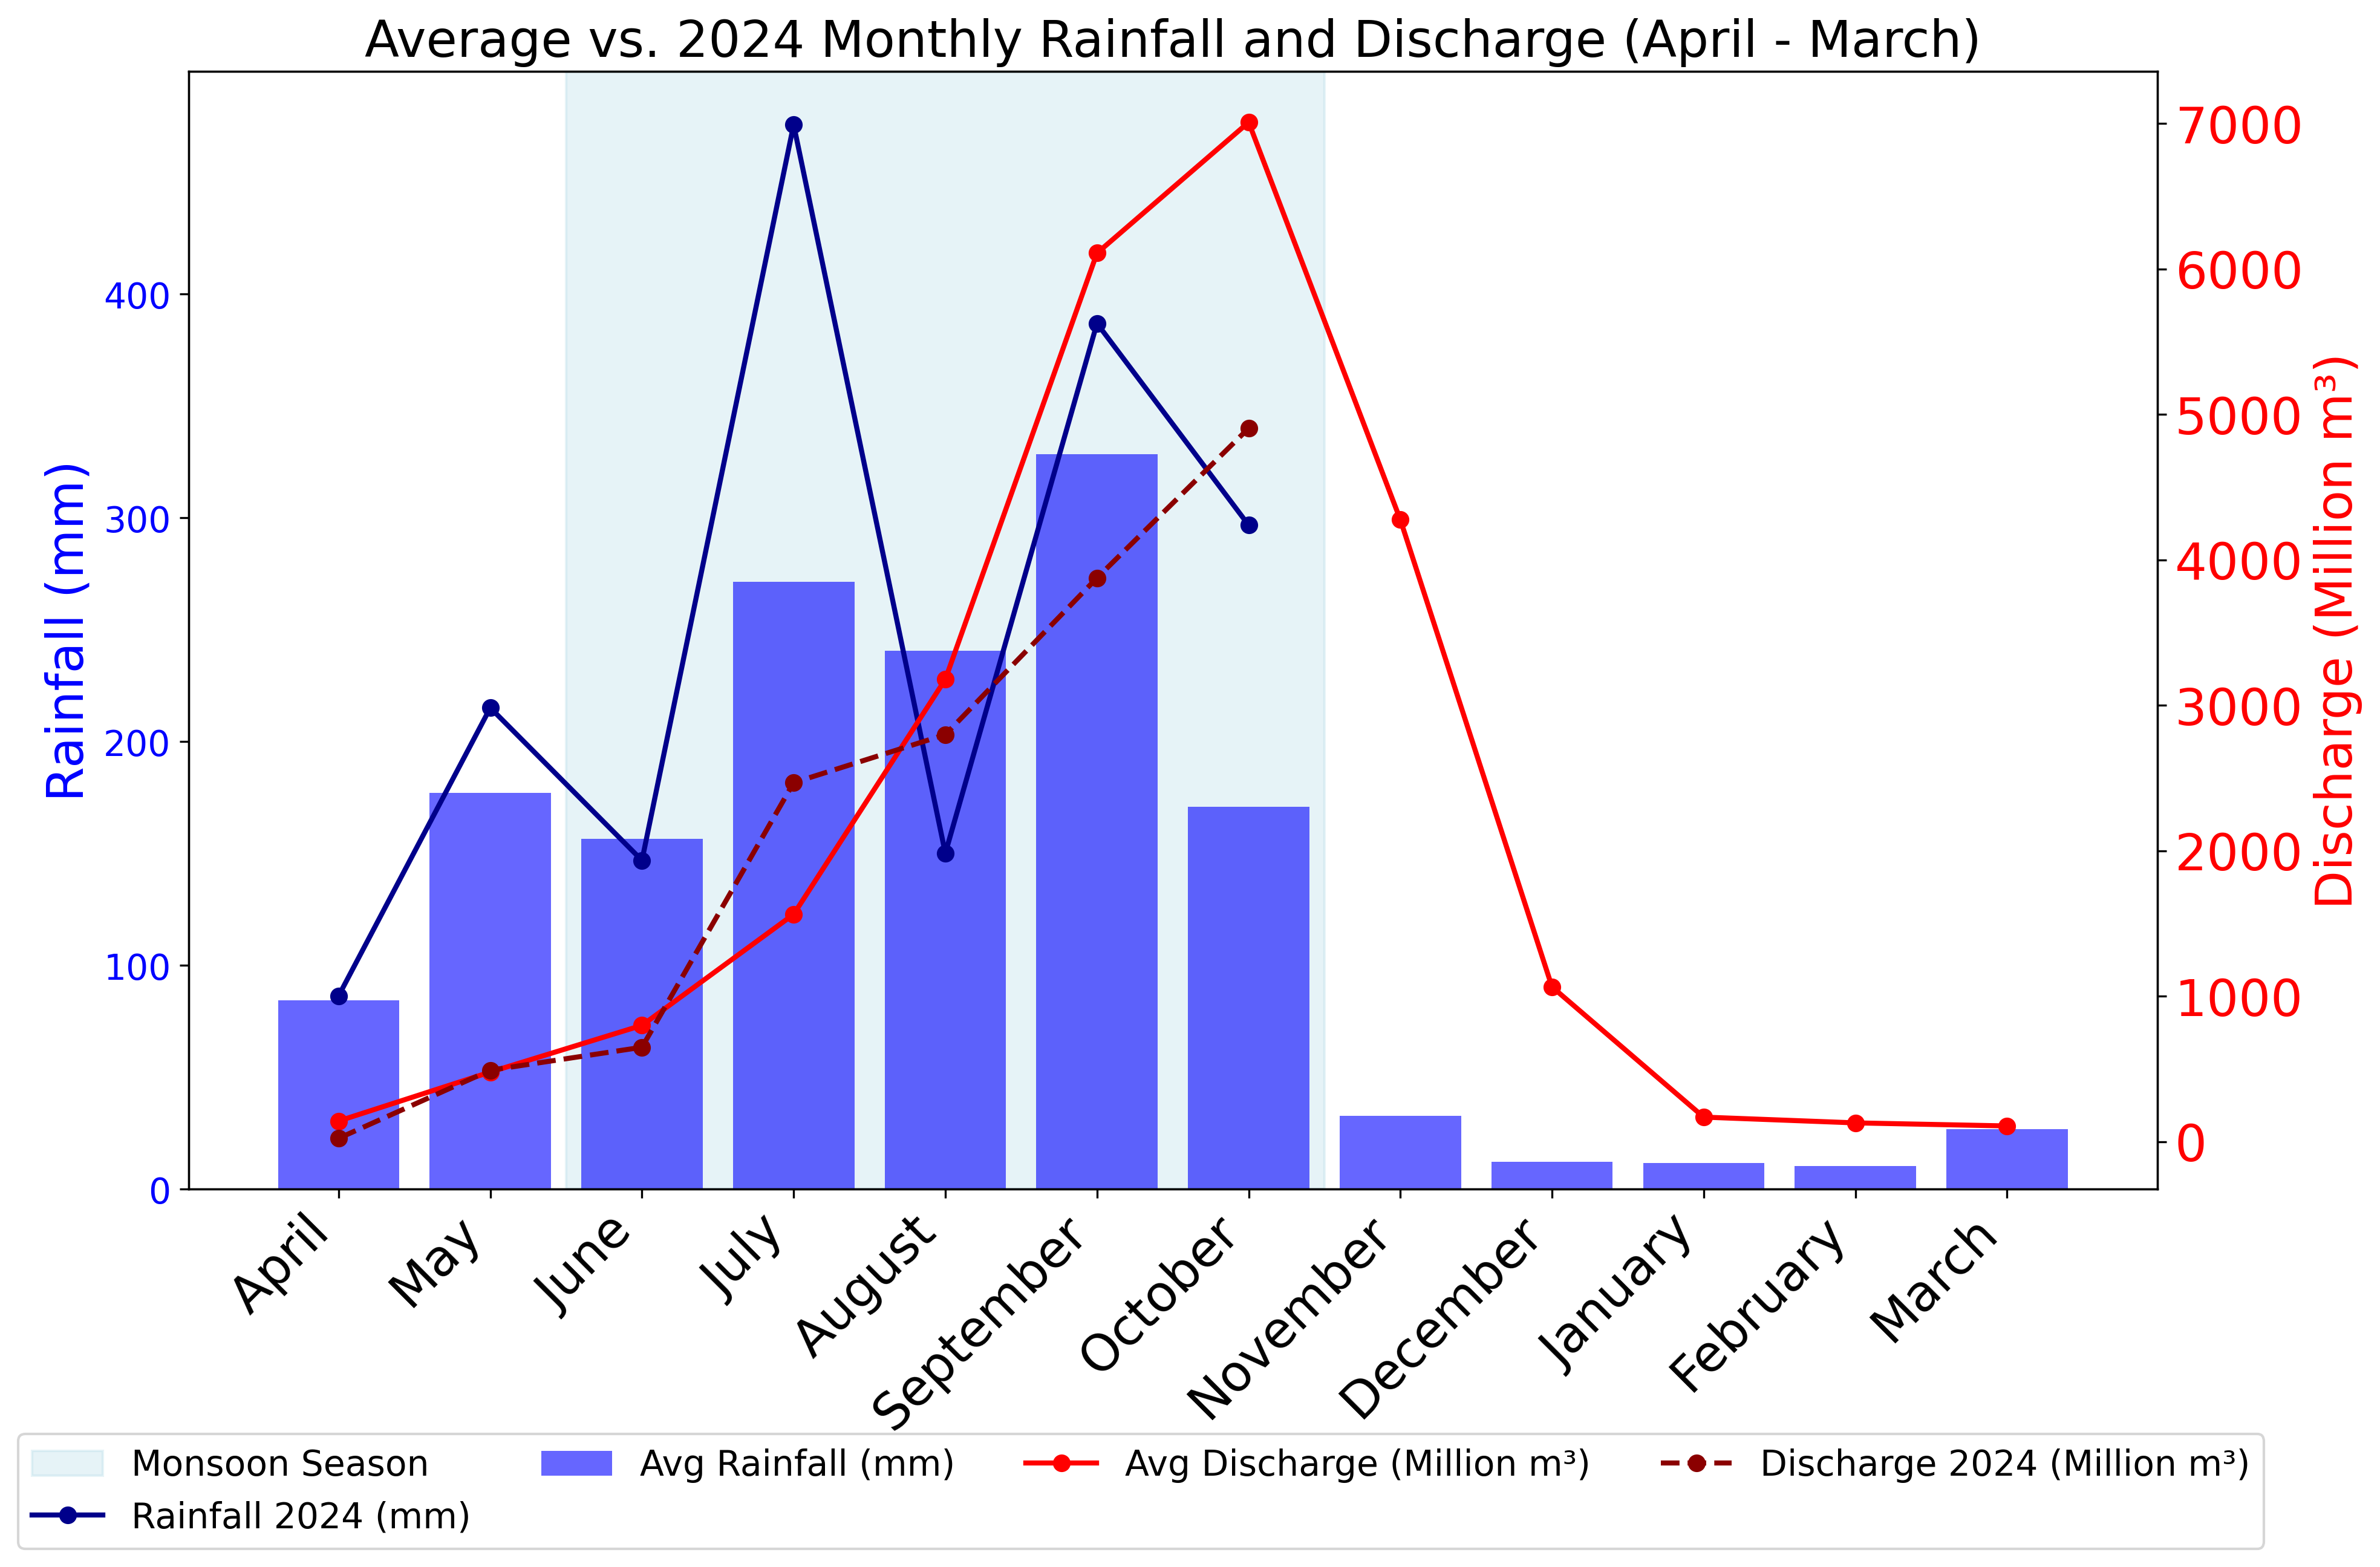 Average vs. 2024 Monthly Rainfall and Discharge (April - March)
Rainfall (mm)
400
300
200
100
0
7000
6000
5000
4000
3000
2000
1000
0
Discharge (Million m³)
April
May
June
July
August
September
October
November
December
January
February
March
Monsoon Season
Rainfall 2024 (mm)
Avg Rainfall (mm)
Avg Discharge (Million m³)
Discharge 2024 (Million m³)